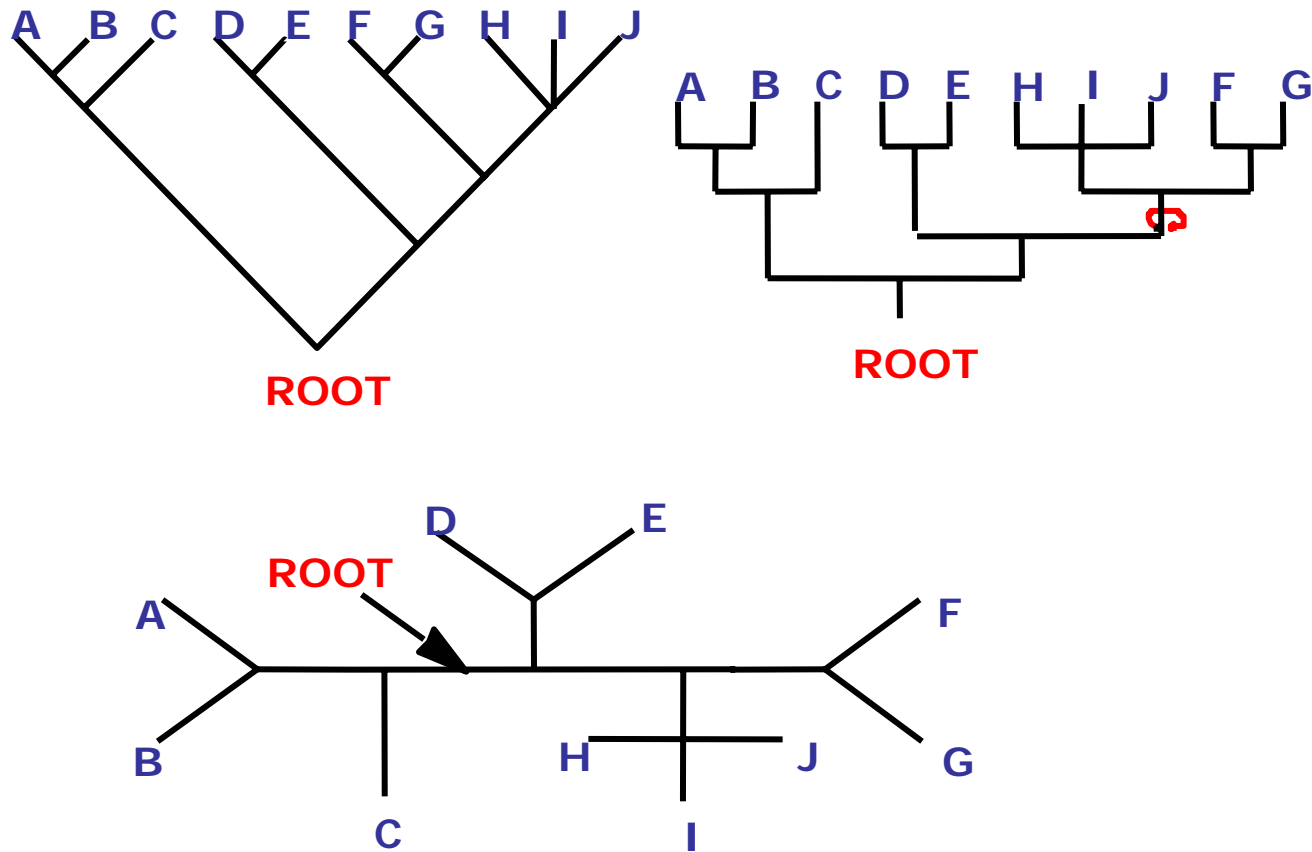 A B C D E F G H I J
ROOT
A B C D E H I J F G
ROOT
D E
ROOT
A F
B H J G
C I